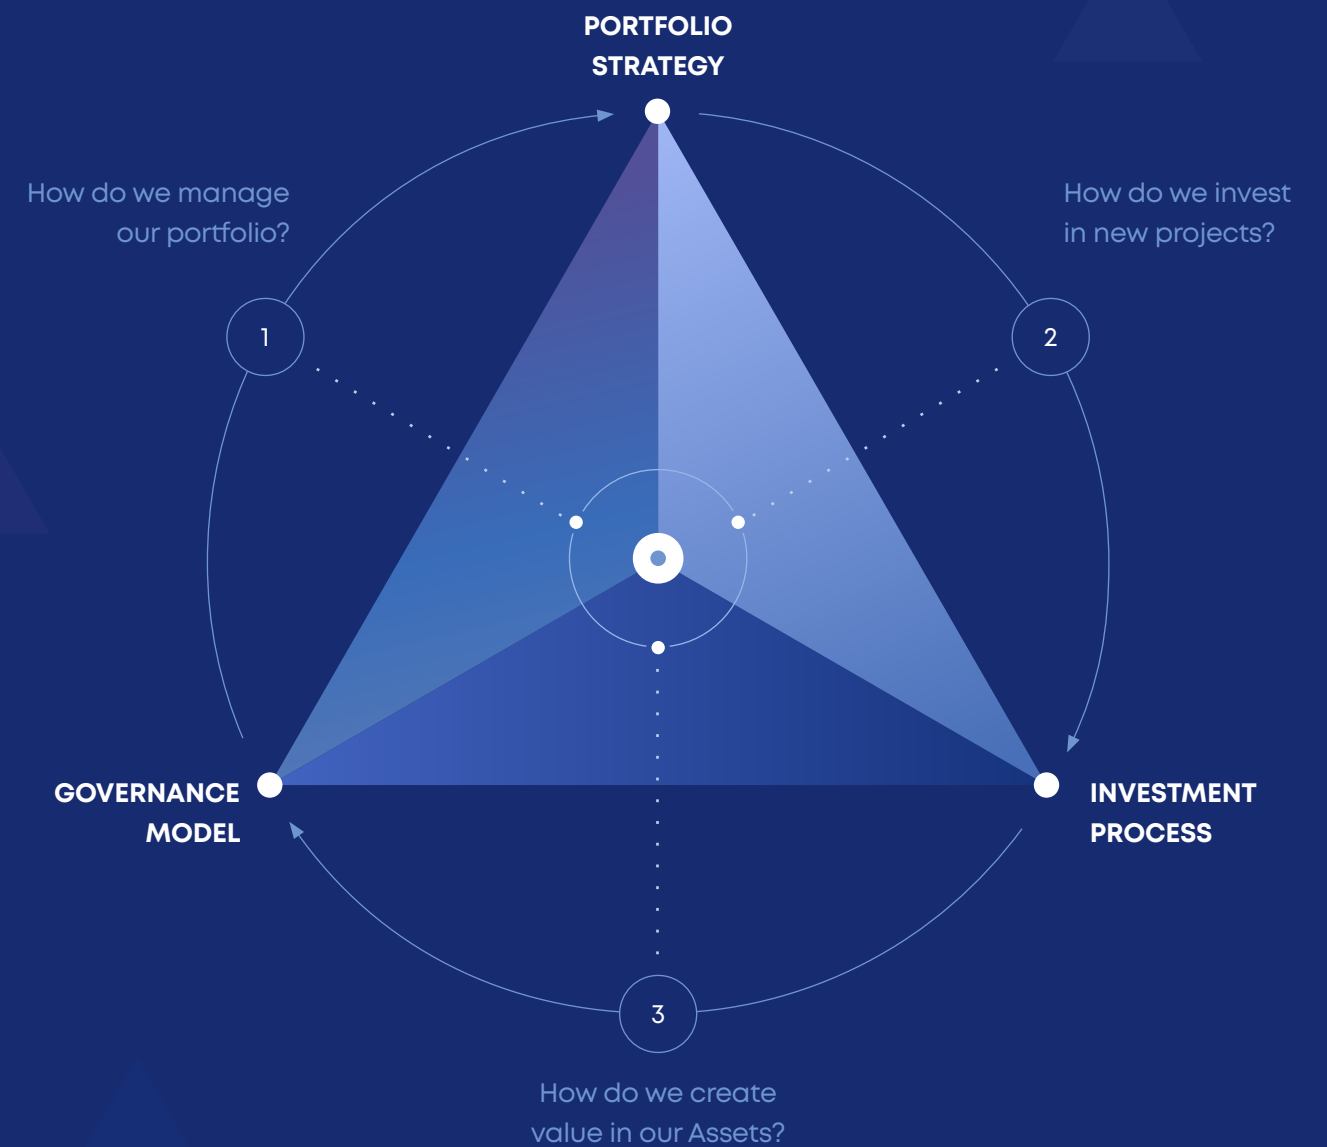 PORTFOLIO
STRATEGY
How do we manage
our portfolio?
How do we invest
in new projects?
1
2
GOVERNANCE
MODEL
INVESTMENT
PROCESS
3
How do we create
value in our Assets?